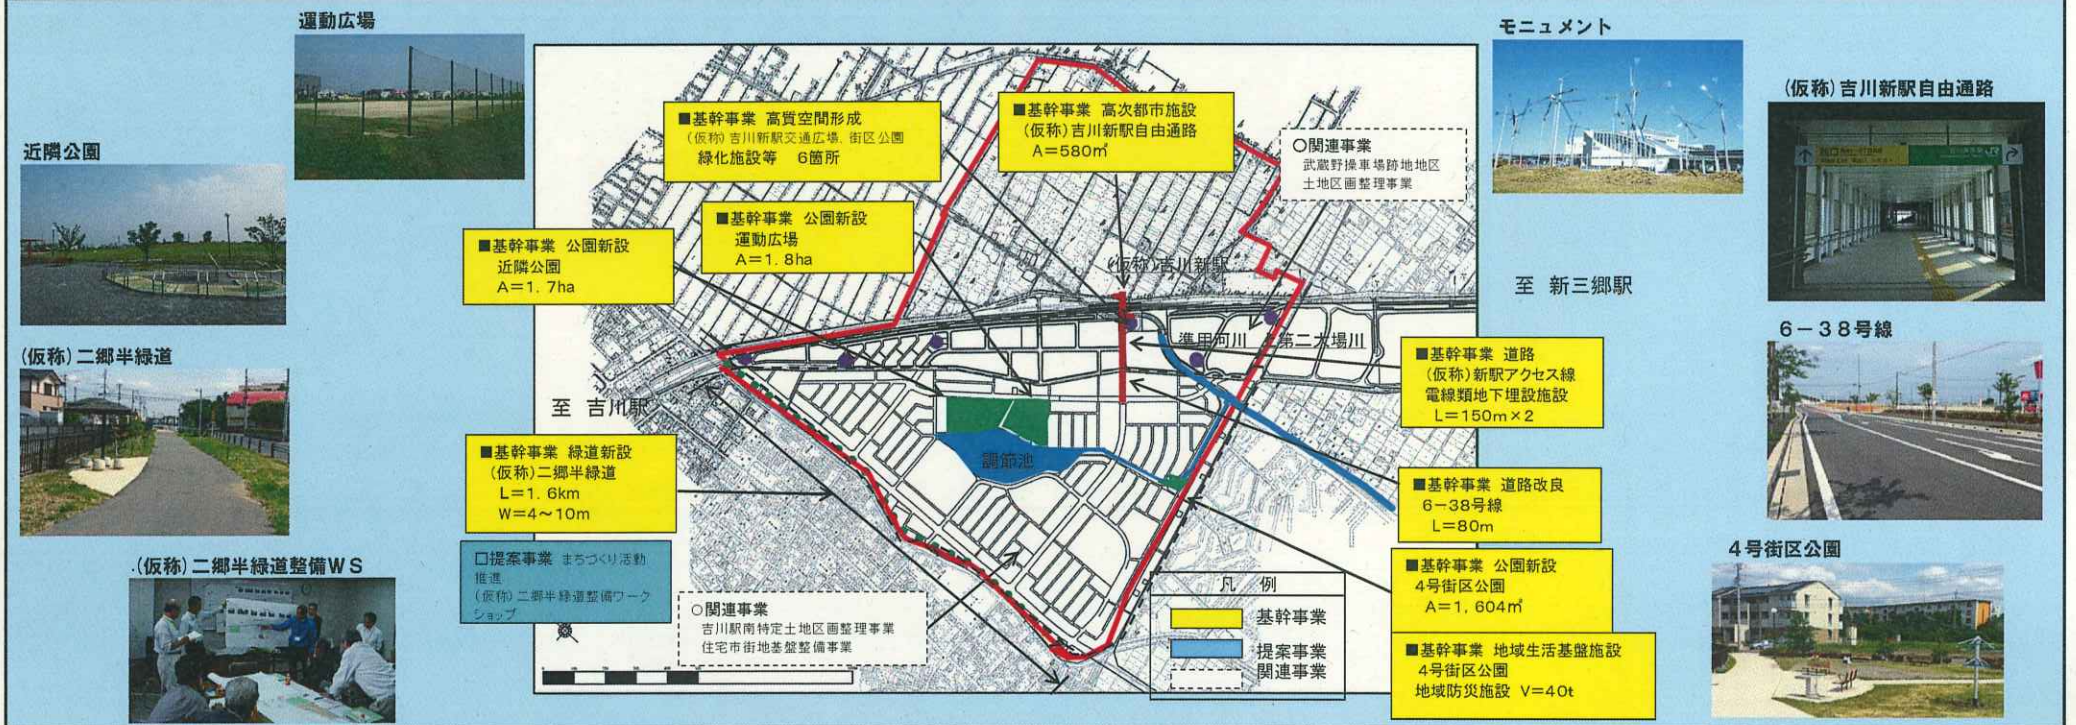 運動広場
モニュメント
(仮称)吉川新駅自由通路
近隣公園
■基幹事業 高質空間形成
(仮称)吉川新駅交通広場、街区公園
緑化施設等 6箇所
■基幹事業 高次都市施設
(仮称)吉川新駅自由通路
A=580㎡
○関連事業
武蔵野操車場跡地地区
土地区画整理事業
■基幹事業 公園新設
運動広場
A=1.8ha
■基幹事業 公園新設
近隣公園
A=1.7ha
(仮称)吉川新駅
至 新三郷駅
6-38号線
準用河川 上第二大場川
(仮称)二郷半緑道
■基幹事業 道路
(仮称)新駅アクセス線
電線類地下埋設施設
L=150m×2
至 吉川駅
■基幹事業 緑道新設
(仮称)二郷半緑道
L=1.6km
W=4~10m
調節池
■基幹事業 道路改良
6-38号線
L=80m
4号街区公園
(仮称)二郷半緑道整備WS
□提案事業 まちづくり活動
推進
(仮称)二郷半緑道整備ワーク
ショップ
■基幹事業 公園新設
4号街区公園
A=1,604㎡
○関連事業
吉川駅南特定土地区画整理事業
住宅市街地基盤整備事業
凡 例
基幹事業
提案事業
関連事業
■基幹事業 地域生活基盤施設
4号街区公園
地域防災施設 V=40t